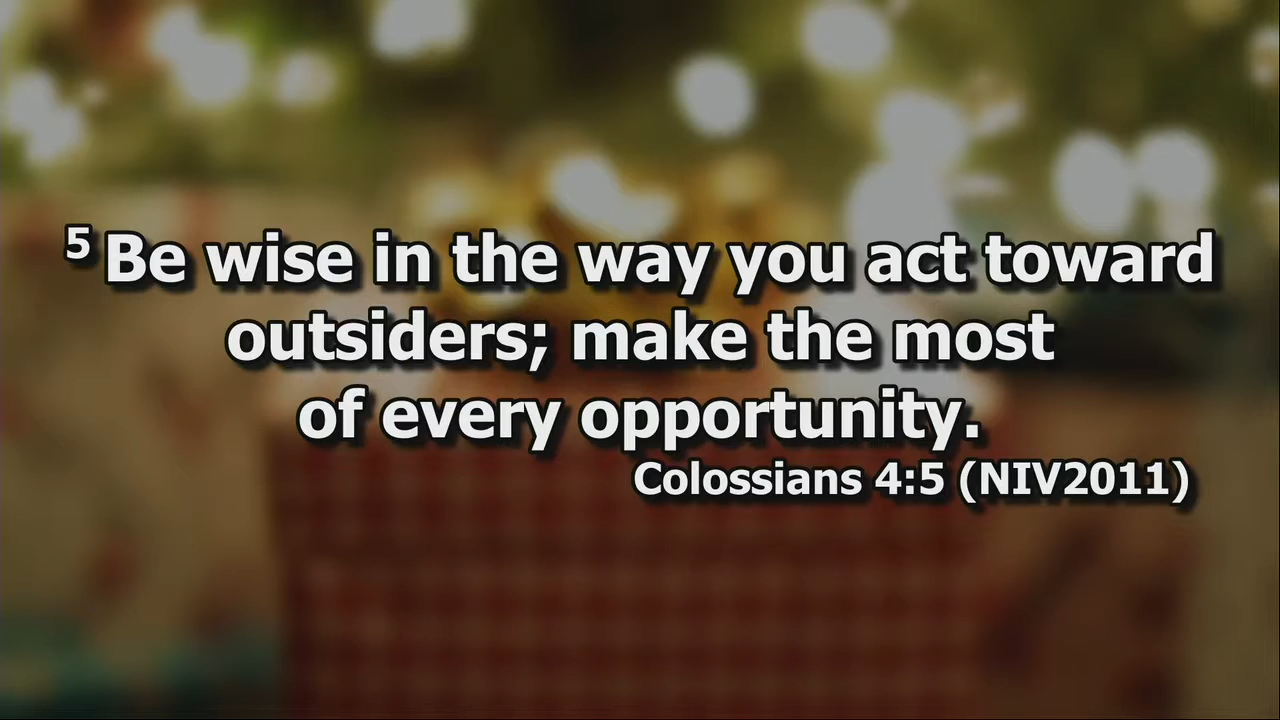 5 Be wise in the way you act toward
outsiders; make the most
of every opportunity.
Colossians 4:5 (NIV2011)